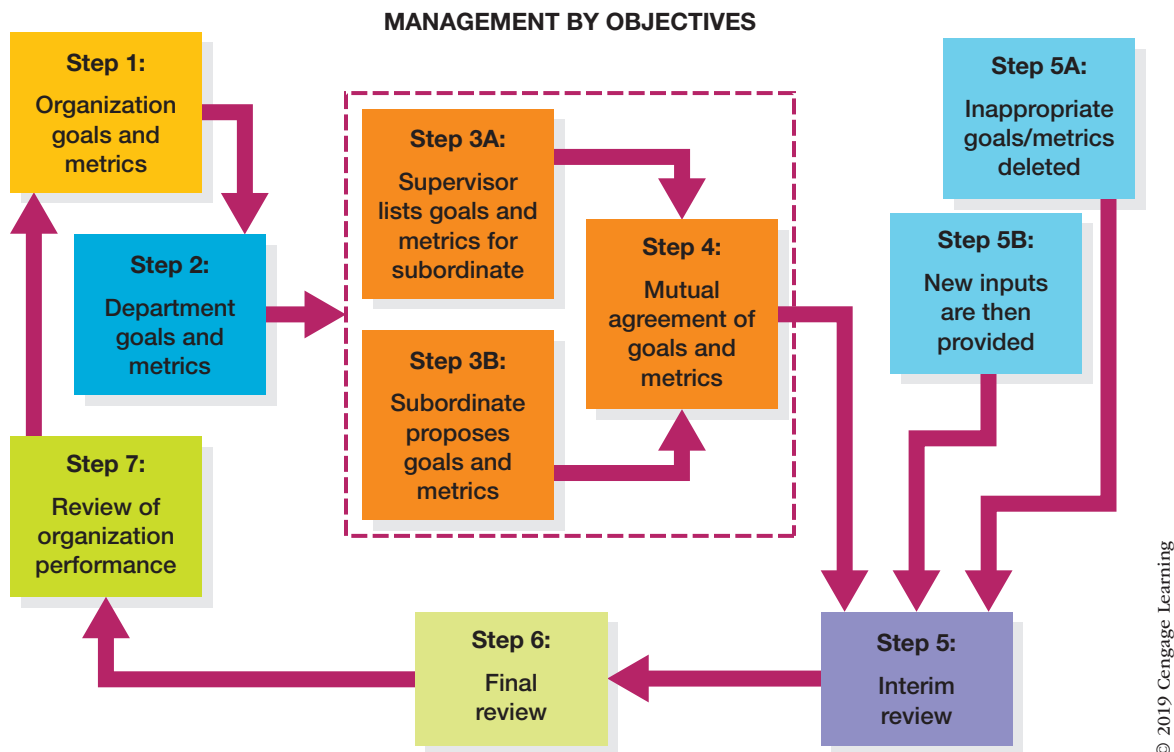 MANAGEMENT BY OBJECTIVES
Step 1:
Organization
goals and
metrics
Step 2:
Department
goals and
metrics
Step 3A:
Supervisor
lists goals and
metrics for
subordinate
Step 3B:
Subordinate
proposes
goals and
metrics
Step 4:
Mutual
agreement of
goals and
metrics
Step 5A:
Inappropriate
goals/metrics
deleted
Step 5B:
New inputs
are then
provided
Step 5:
Interim
review
Step 6:
Final
review
Step 7:
Review of
organization
performance
© 2019 Cengage Learning